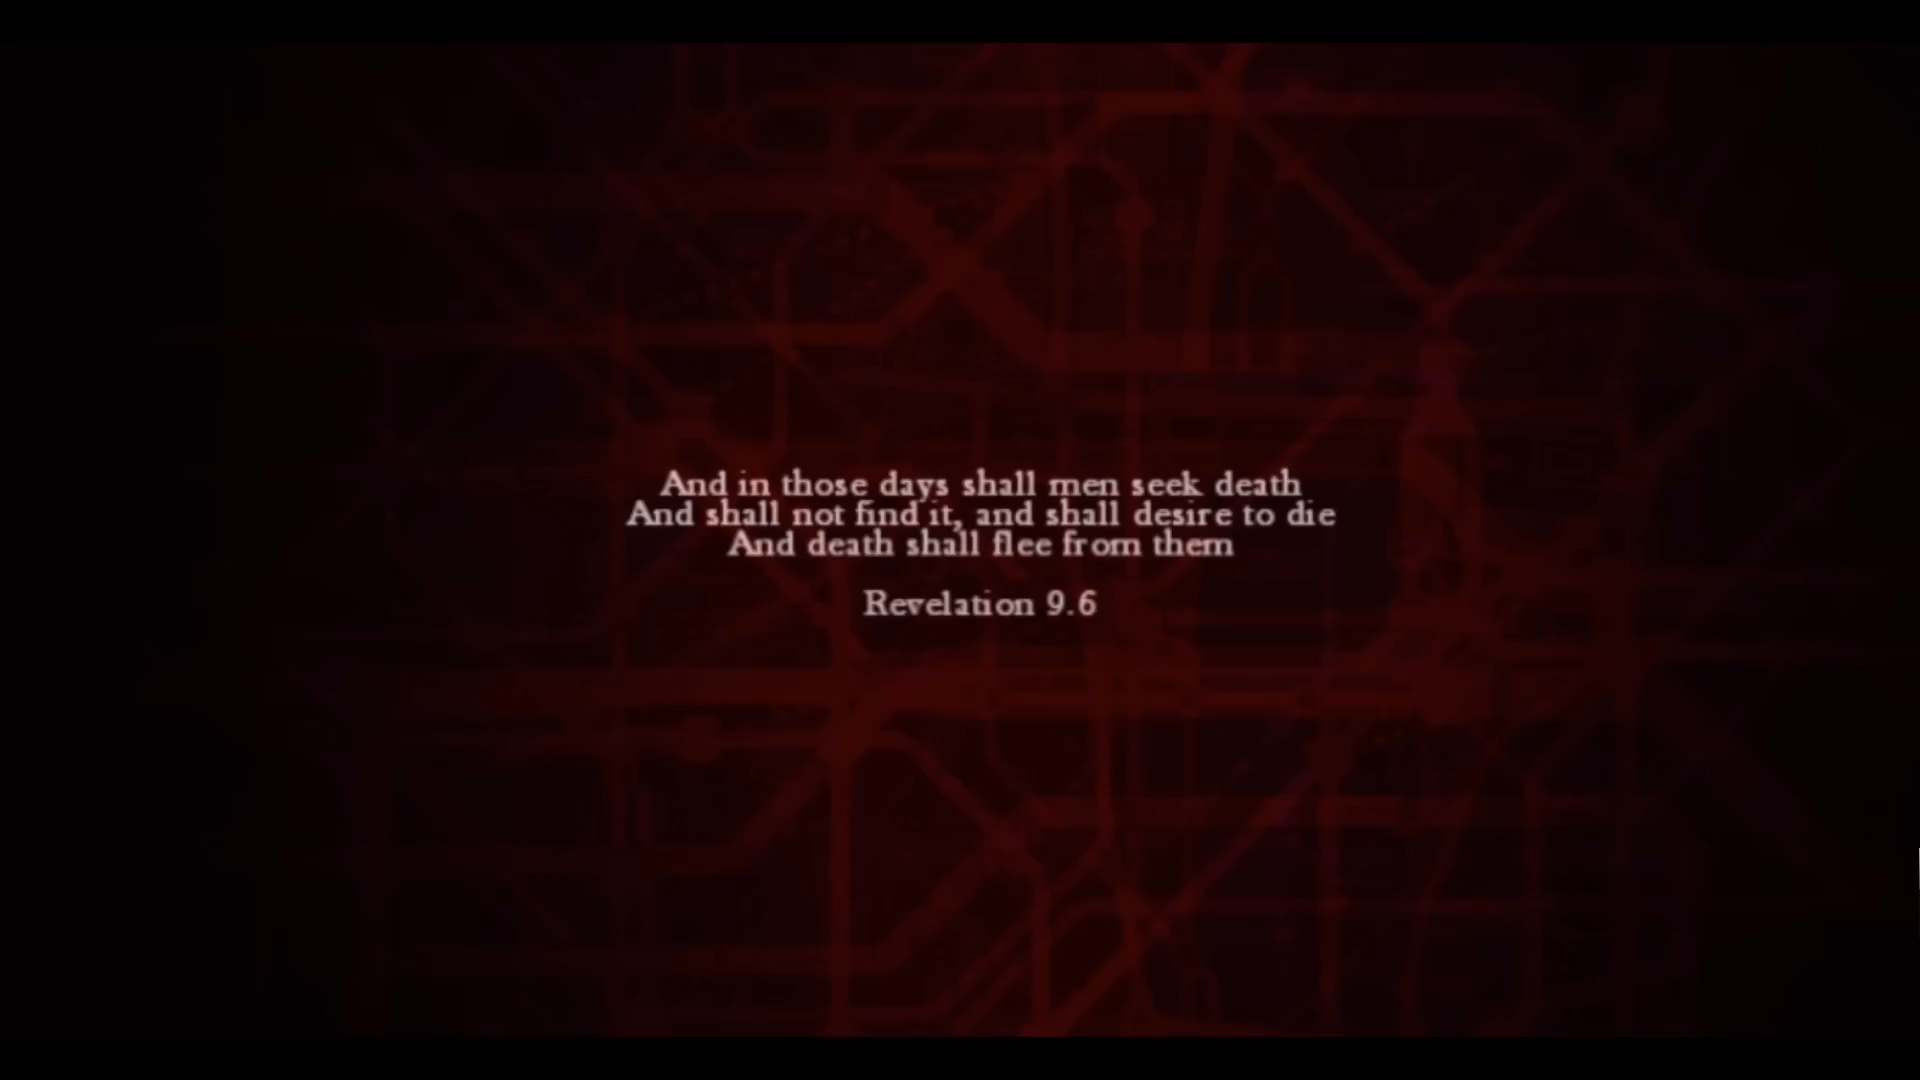 And in those days shall men seek death
And shall not find it, and shall desire to die
And death shall flee from them
Revelation 9.6